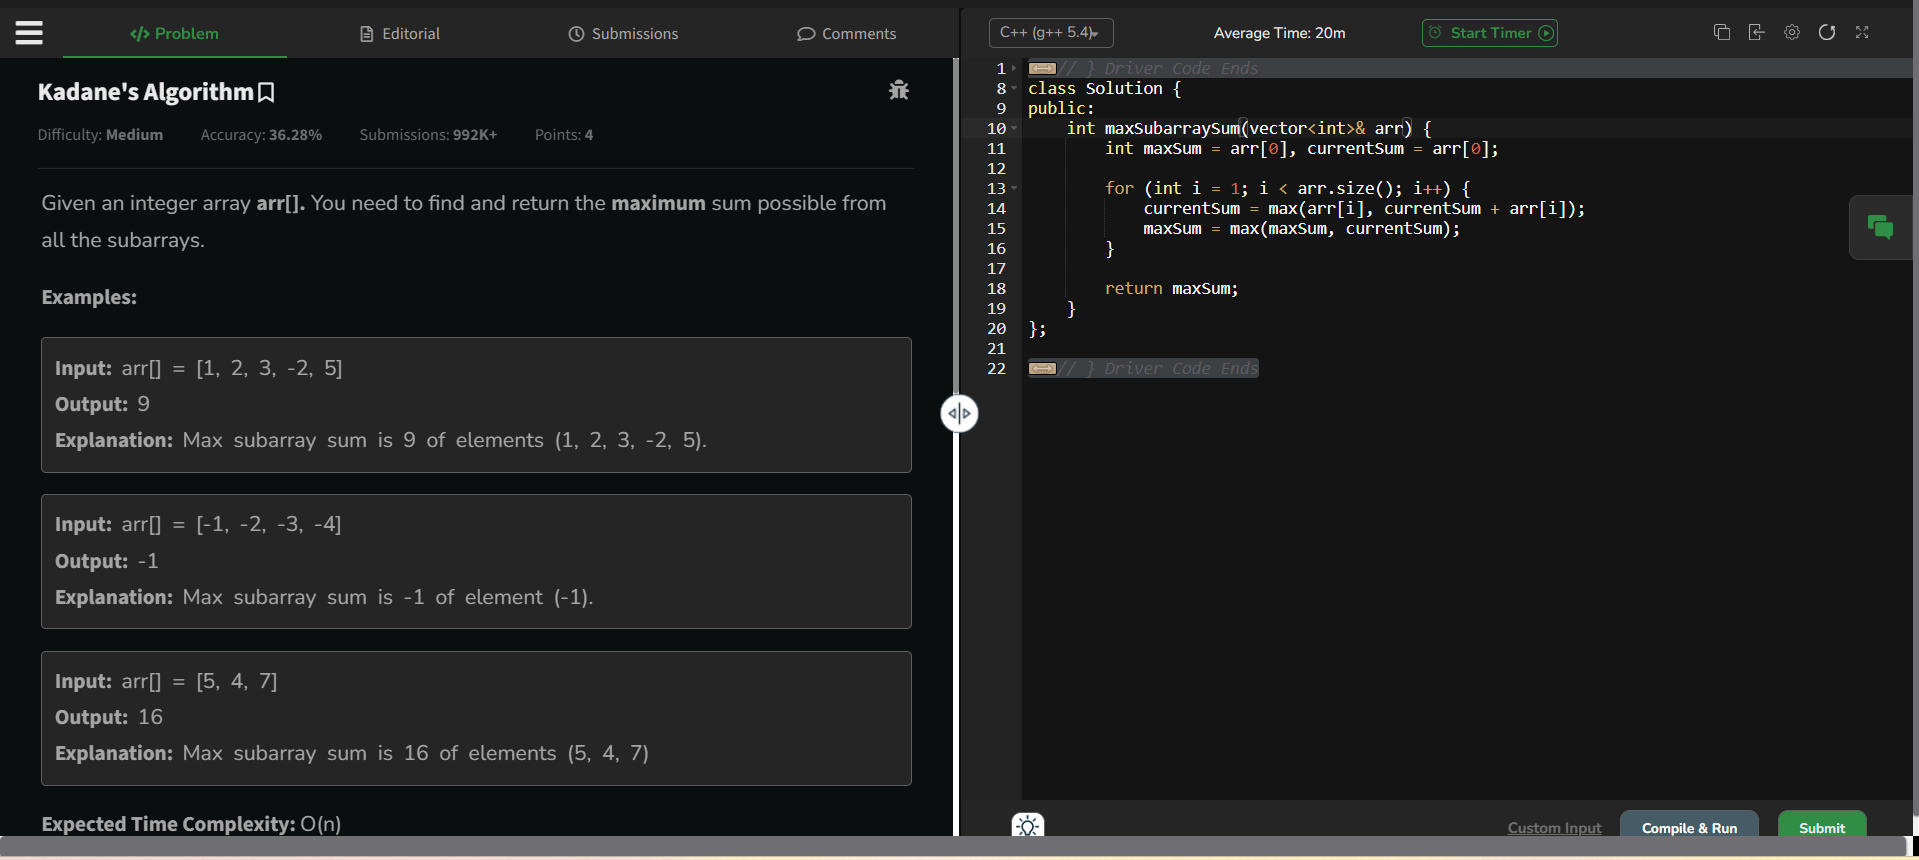 </> Problem
Editorial
Submissions
Comments
Kadane's Algorithm
Difficulty: Medium Accuracy: 36.28% Submissions: 992K+ Points: 4
Given an integer array arr[]. You need to find and return the maximum sum possible from
all the subarrays.
Examples:
Input: arr[] = [1, 2, 3, -2, 5]
Output: 9
Explanation: Max subarray sum is 9 of elements (1, 2, 3, -2, 5).
Input: arr[] = [-1, -2, -3, -4]
Output: -1
Explanation: Max subarray sum is -1 of element (-1).
Input: arr[] = [5, 4, 7]
Output: 16
Explanation: Max subarray sum is 16 of elements (5, 4, 7)
Expected Time Complexity: O(n)
C++ (g++ 5.4)
Average Time: 20m
Start Timer
1 // } Driver Code Ends
8 class Solution {
9 public:
10     int maxSubarraySum(vector<int>& arr) {
11         int maxSum = arr[0], currentSum = arr[0];
12
13         for (int i = 1; i < arr.size(); i++) {
14             currentSum = max(arr[i], currentSum + arr[i]);
15             maxSum = max(maxSum, currentSum);
16         }
17
18         return maxSum;
19     }
20 };
21
22 // } Driver Code Ends
Custom Input
Compile & Run
Submit